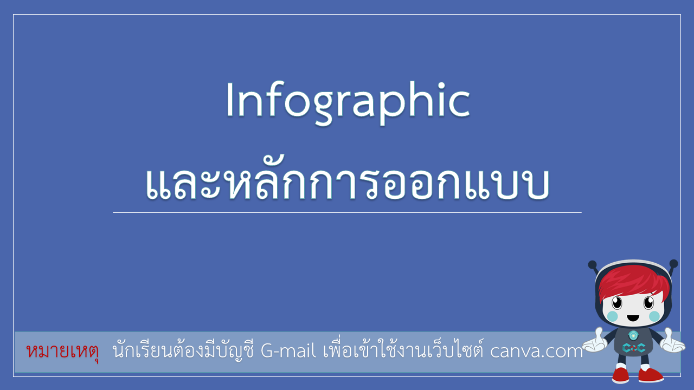 Infographic
และหลักการออกแบบ
หมายเหตุ นักเรียนต้องมีบัญชี G-mail เพื่อเข้าใช้งานเว็บไซต์ canva.com